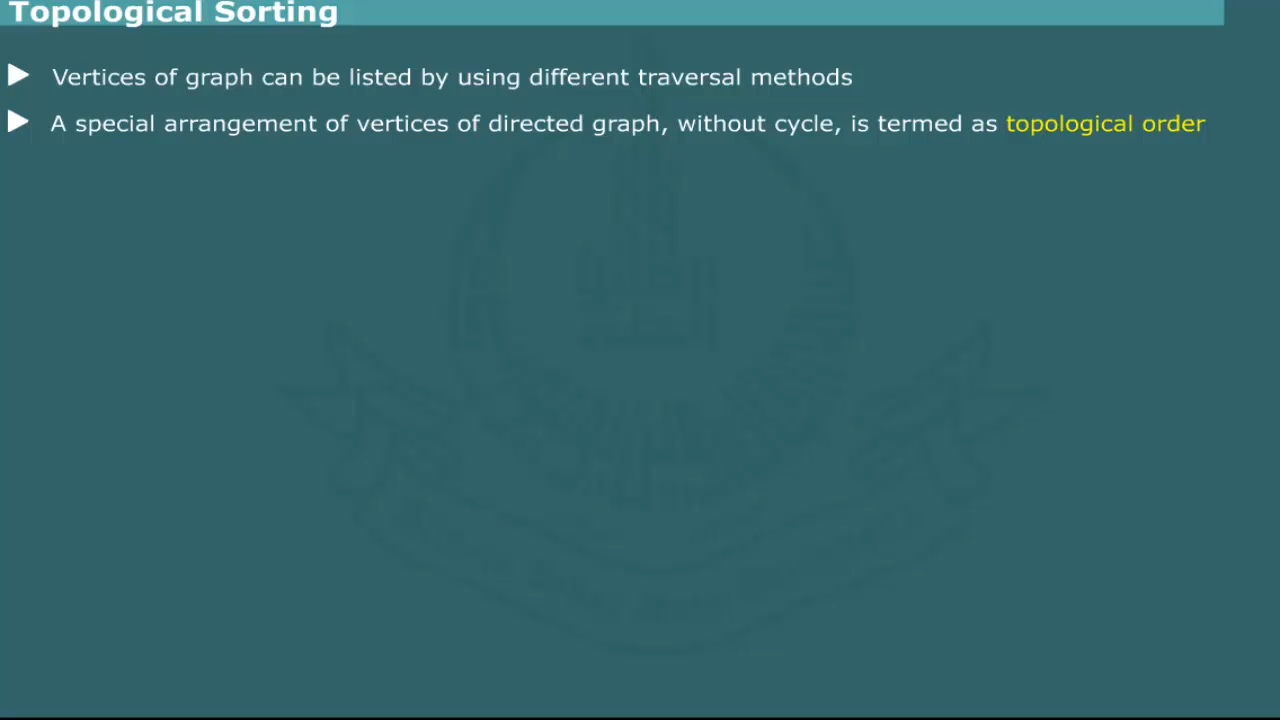 Topological Sorting
Vertices of graph can be listed by using different traversal methods
A special arrangement of vertices of directed graph, without cycle, is termed as topological order